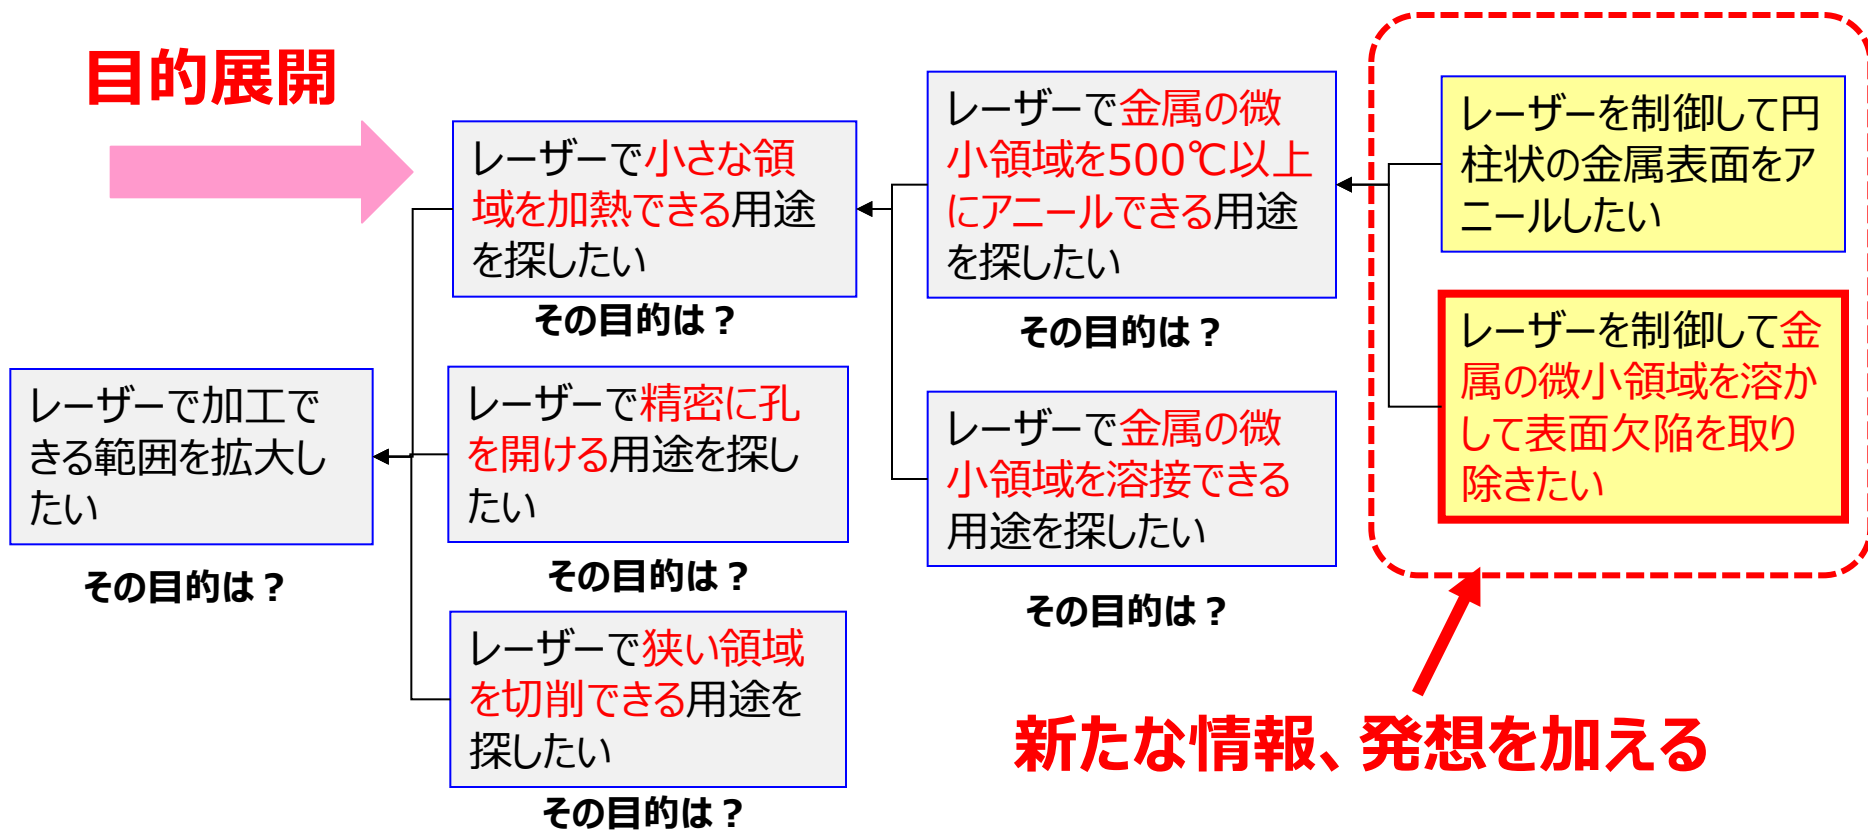 目的展開
レーザーで加工で
きる範囲を拡大し
たい
その目的は？
レーザーで小さな領
域を加熱できる用途
を探したい
その目的は？
レーザーで精密に孔
を開ける用途を探し
たい
その目的は？
レーザーで狭い領域
を切削できる用途を
探したい
その目的は？
レーザーで金属の微
小領域を500℃以上
にアニールできる用途
を探したい
その目的は？
レーザーで金属の微
小領域を溶接できる
用途を探したい
その目的は？
レーザーを制御して円
柱状の金属表面をア
ニールしたい
レーザーを制御して金
属の微小領域を溶か
して表面欠陥を取り
除きたい
新たな情報、発想を加える